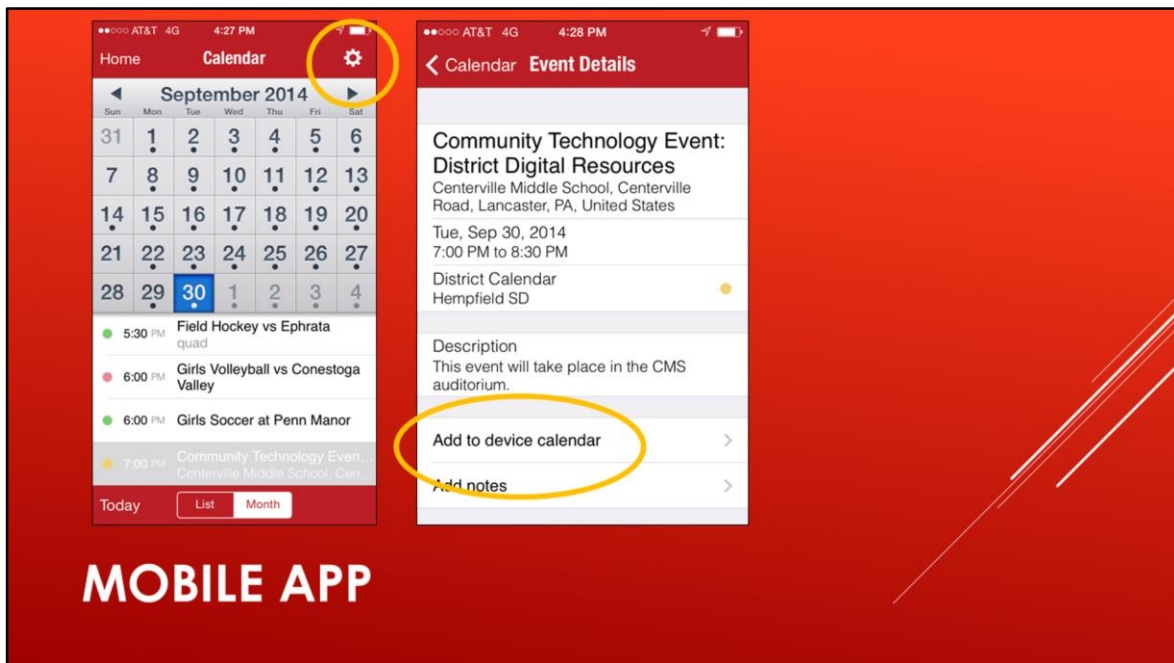 AT&T 4G 4:27 PM
Home Calendar
September 2014
Sun Mon Tue Wed Thu Fri Sat
31 1 2 3 4 5 6
7 8 9 10 11 12 13
14 15 16 17 18 19 20
21 22 23 24 25 26 27
28 29 30 1 2 3 4
5:30 PM Field Hockey vs Ephrata
quad
6:00 PM Girls Volleyball vs Conestoga
Valley
6:00 PM Girls Soccer at Penn Manor
7:00 PM Community Technology Even...
Centerville Middle School, Cen...
Today List Month
AT&T 4G 4:28 PM
Calendar Event Details
Community Technology Event:
District Digital Resources
Centerville Middle School, Centerville
Road, Lancaster, PA, United States
Tue, Sep 30, 2014
7:00 PM to 8:30 PM
District Calendar
Hempfield SD
Description
This event will take place in the CMS
auditorium.
Add to device calendar
Add notes
MOBILE APP